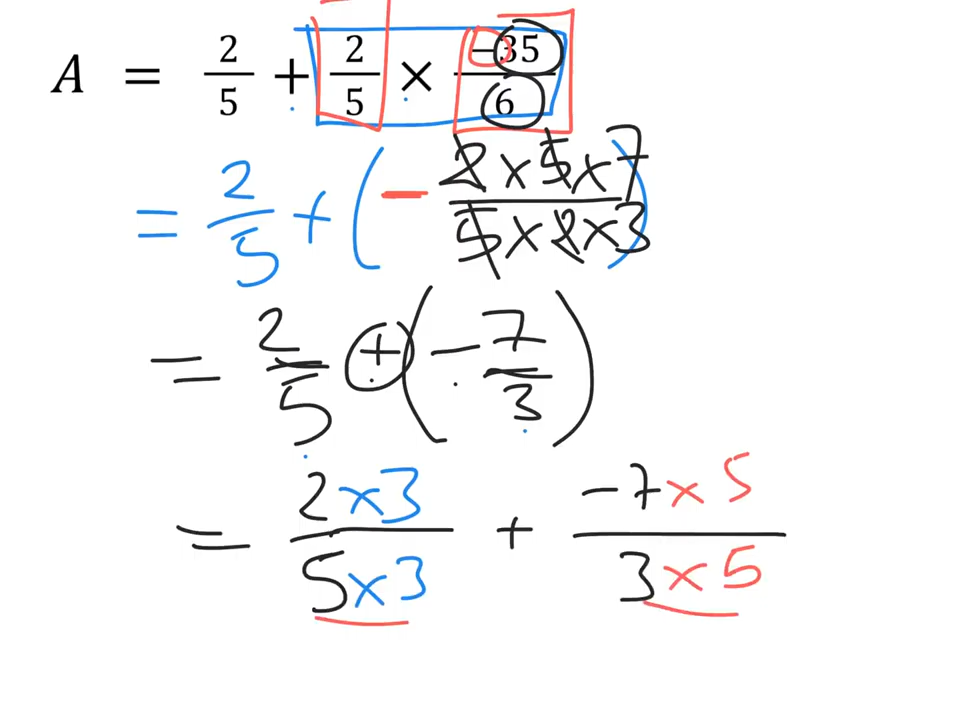 A = 2/5 + 2/5 × -35/6
= 2/5 + (- 2 × 5 × 7 / 5 × 2 × 3)
= 2/5 + (- 7/3)
= 2 × 3 / 5 × 3 + -7 × 5 / 3 × 5